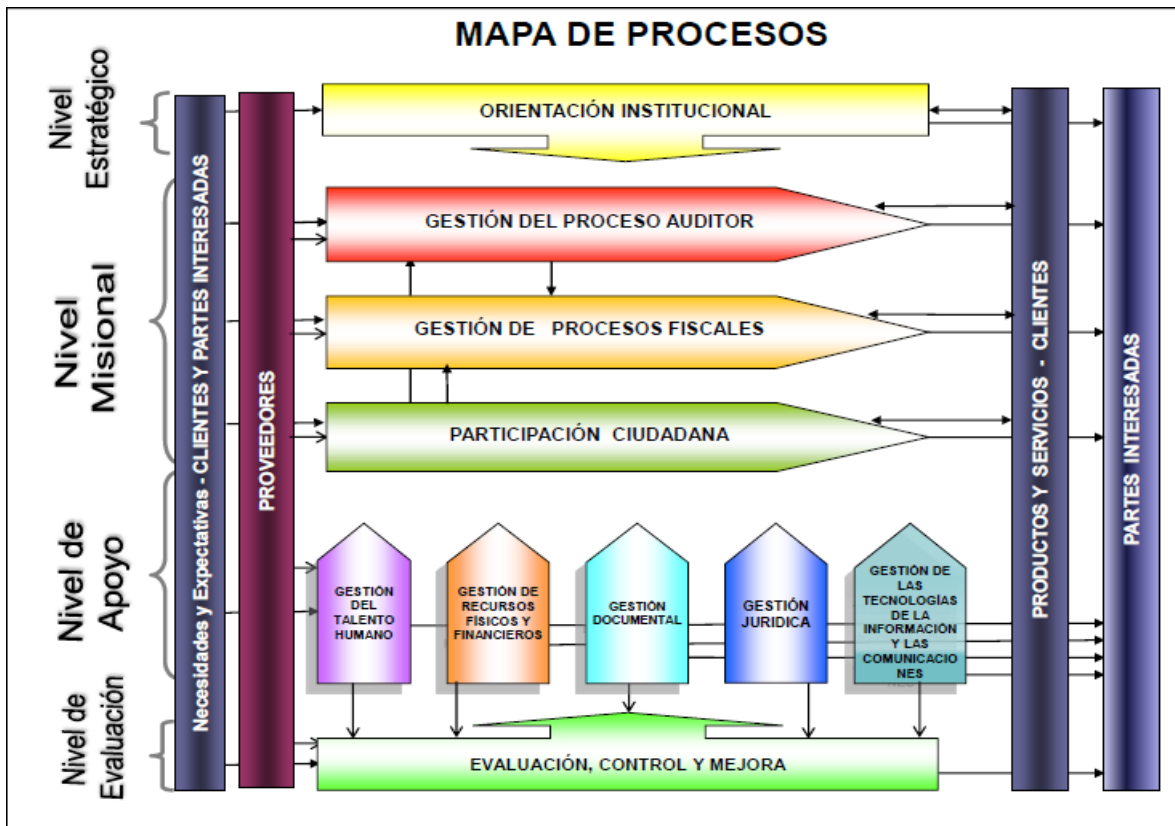 MAPA DE PROCESOS
Nivel
Estratégico
Nivel
Misional
Nivel de
Apoyo
Nivel de
Evaluación
Necesidades y Expectativas - CLIENTES Y PARTES INTERESADAS
PROVEEDORES
ORIENTACIÓN INSTITUCIONAL
GESTIÓN DEL PROCESO AUDITOR
GESTIÓN DE PROCESOS FISCALES
PARTICIPACIÓN CIUDADANA
GESTIÓN
DEL
TALENTO
HUMANO
GESTIÓN DE
RECURSOS
FÍSICOS Y
FINANCIEROS
GESTIÓN
DOCUMENTAL
GESTIÓN
JURIDICA
GESTIÓN DE
LAS
TECNOLOGÍAS
DE LA
INFORMACIÓN
Y LAS
COMUNICACIO
NES
EVALUACIÓN, CONTROL Y MEJORA
PRODUCTOS Y SERVICIOS - CLIENTES
PARTES INTERESADAS